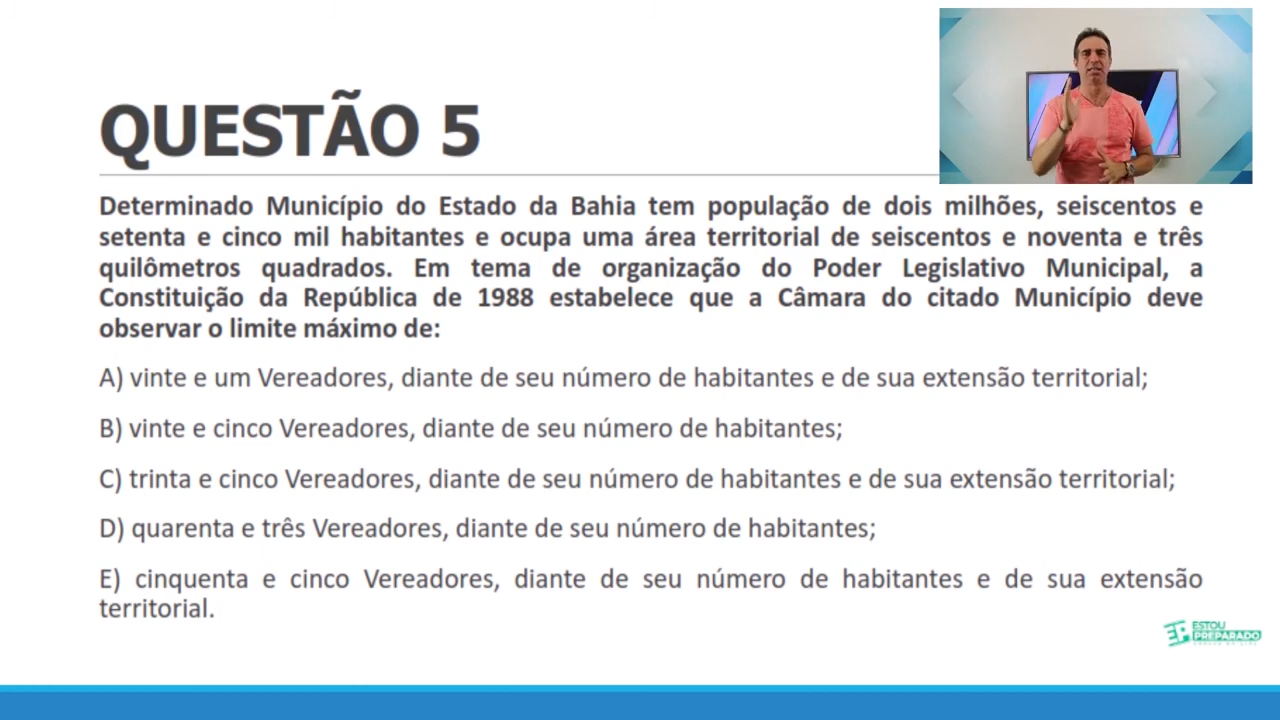 QUESTÃO 5
Determinado Município do Estado da Bahia tem população de dois milhões, seiscentos e
setenta e cinco mil habitantes e ocupa uma área territorial de seiscentos e noventa e três
quilômetros quadrados. Em tema de organização do Poder Legislativo Municipal, a
Constituição da República de 1988 estabelece que a Câmara do citado Município deve
observar o limite máximo de:
A) vinte e um Vereadores, diante de seu número de habitantes e de sua extensão territorial;
B) vinte e cinco Vereadores, diante de seu número de habitantes;
C) trinta e cinco Vereadores, diante de seu número de habitantes e de sua extensão territorial;
D) quarenta e três Vereadores, diante de seu número de habitantes;
E) cinquenta e cinco Vereadores, diante de seu número de habitantes e de sua extensão
territorial.
EP ESTOU
PREPARADO